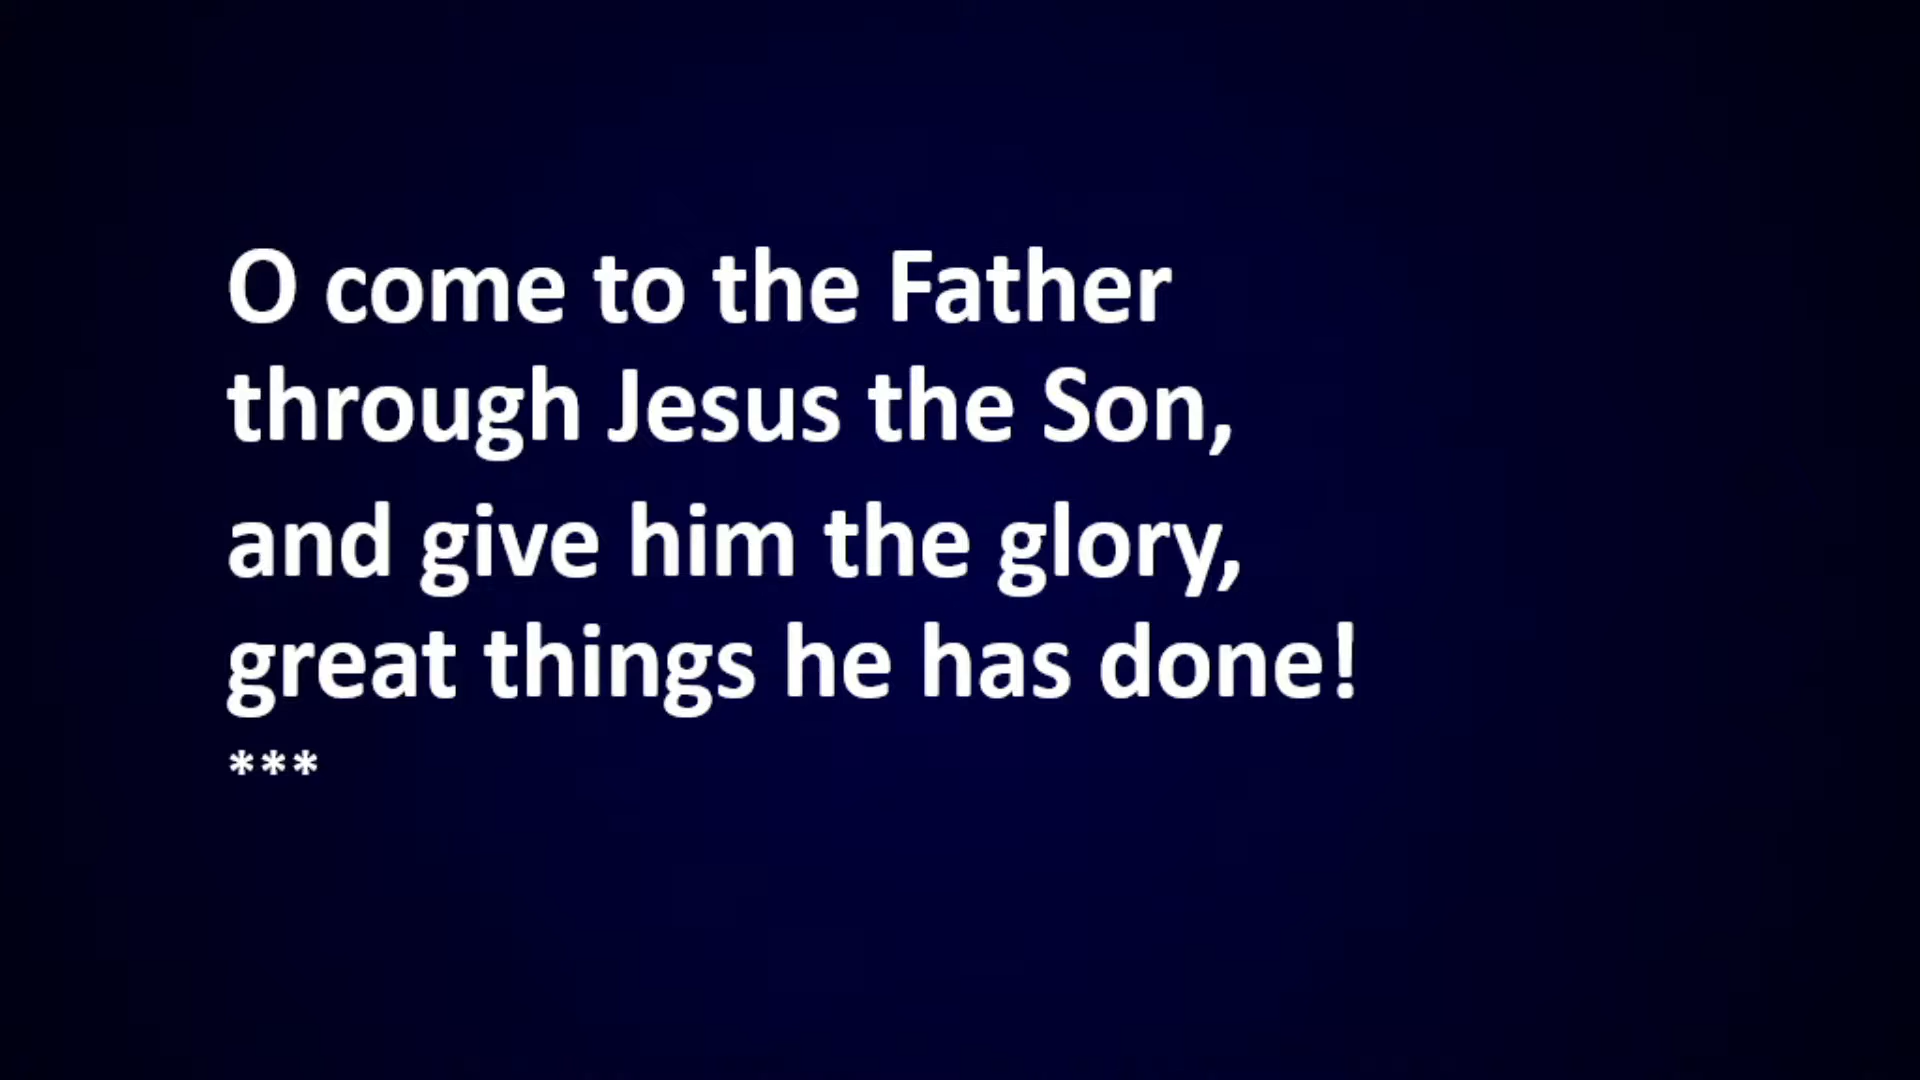 O come to the Father
through Jesus the Son,
and give him the glory,
great things he has done!
***